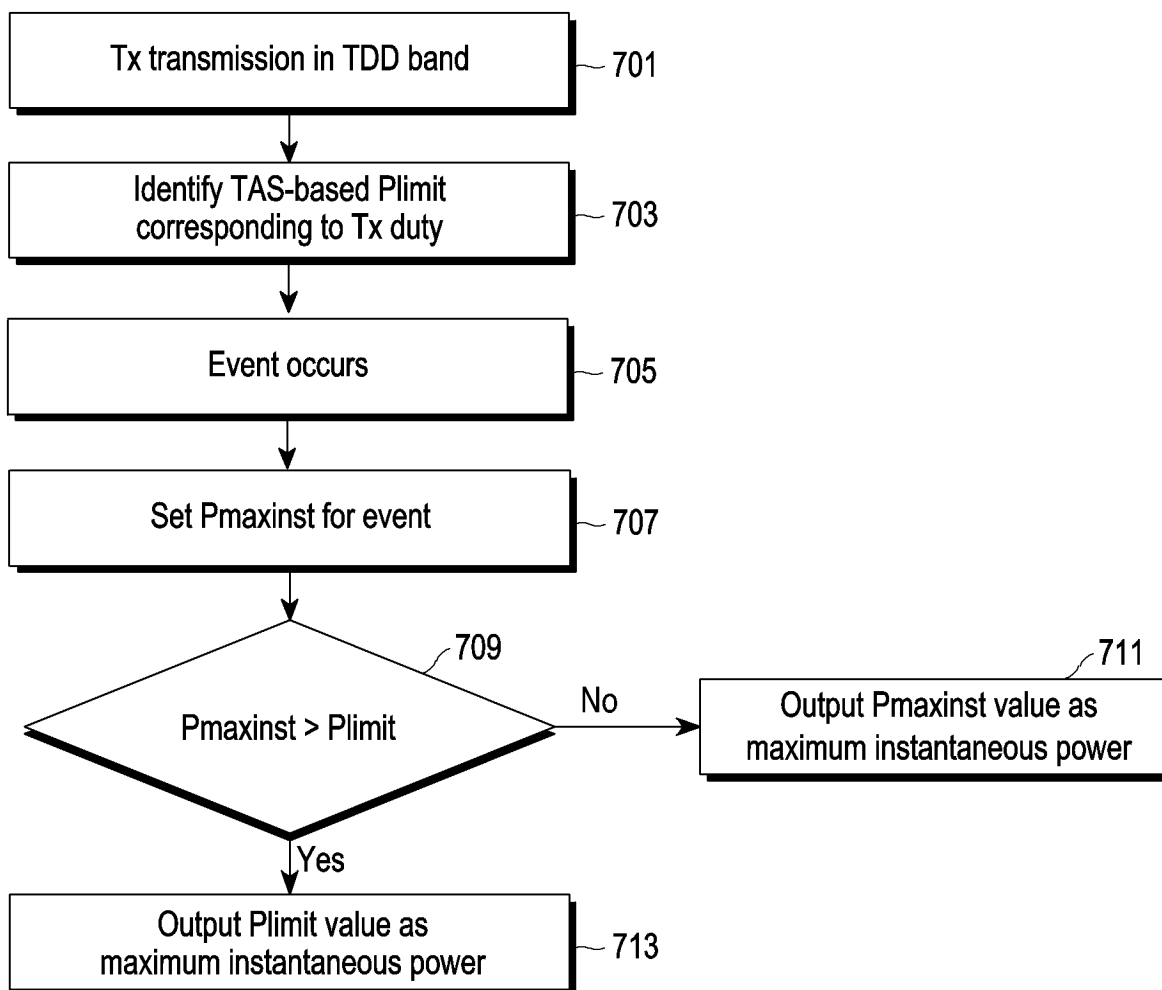 Tx transmission in TDD band
701
Identify TAS-based Plimit
corresponding to Tx duty
703
Event occurs
705
Set Pmaxinst for event
707
709
Pmaxinst > Plimit
No
711
Output Pmaxinst value as
maximum instantaneous power
Yes
Output Plimit value as
maximum instantaneous power
713